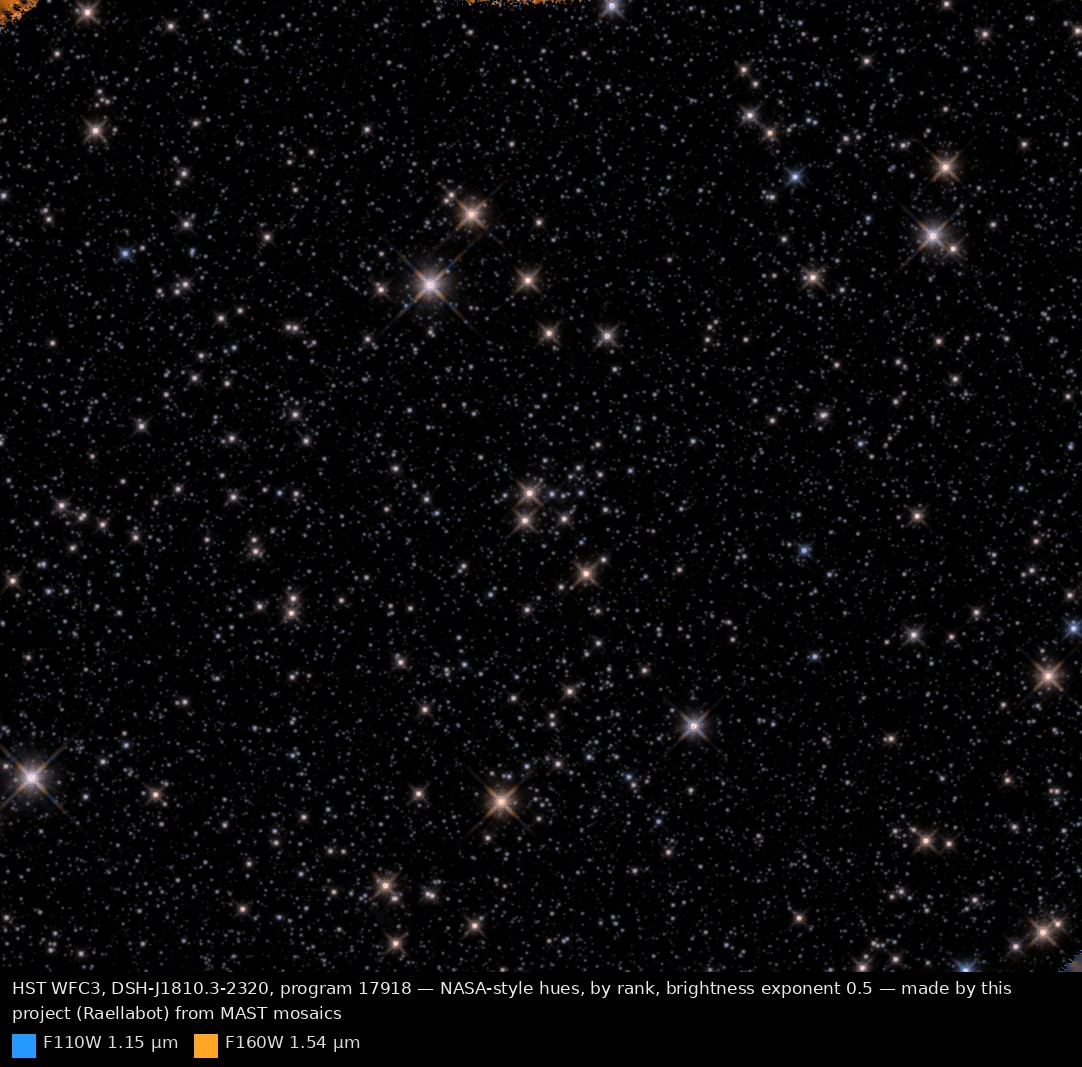 HST WFC3, DSH-J1810.3-2320, program 17918 — NASA-style hues, by rank, brightness exponent 0.5 — made by this
project (Raellabot) from MAST mosaics
F110W 1.15 µm F160W 1.54 µm